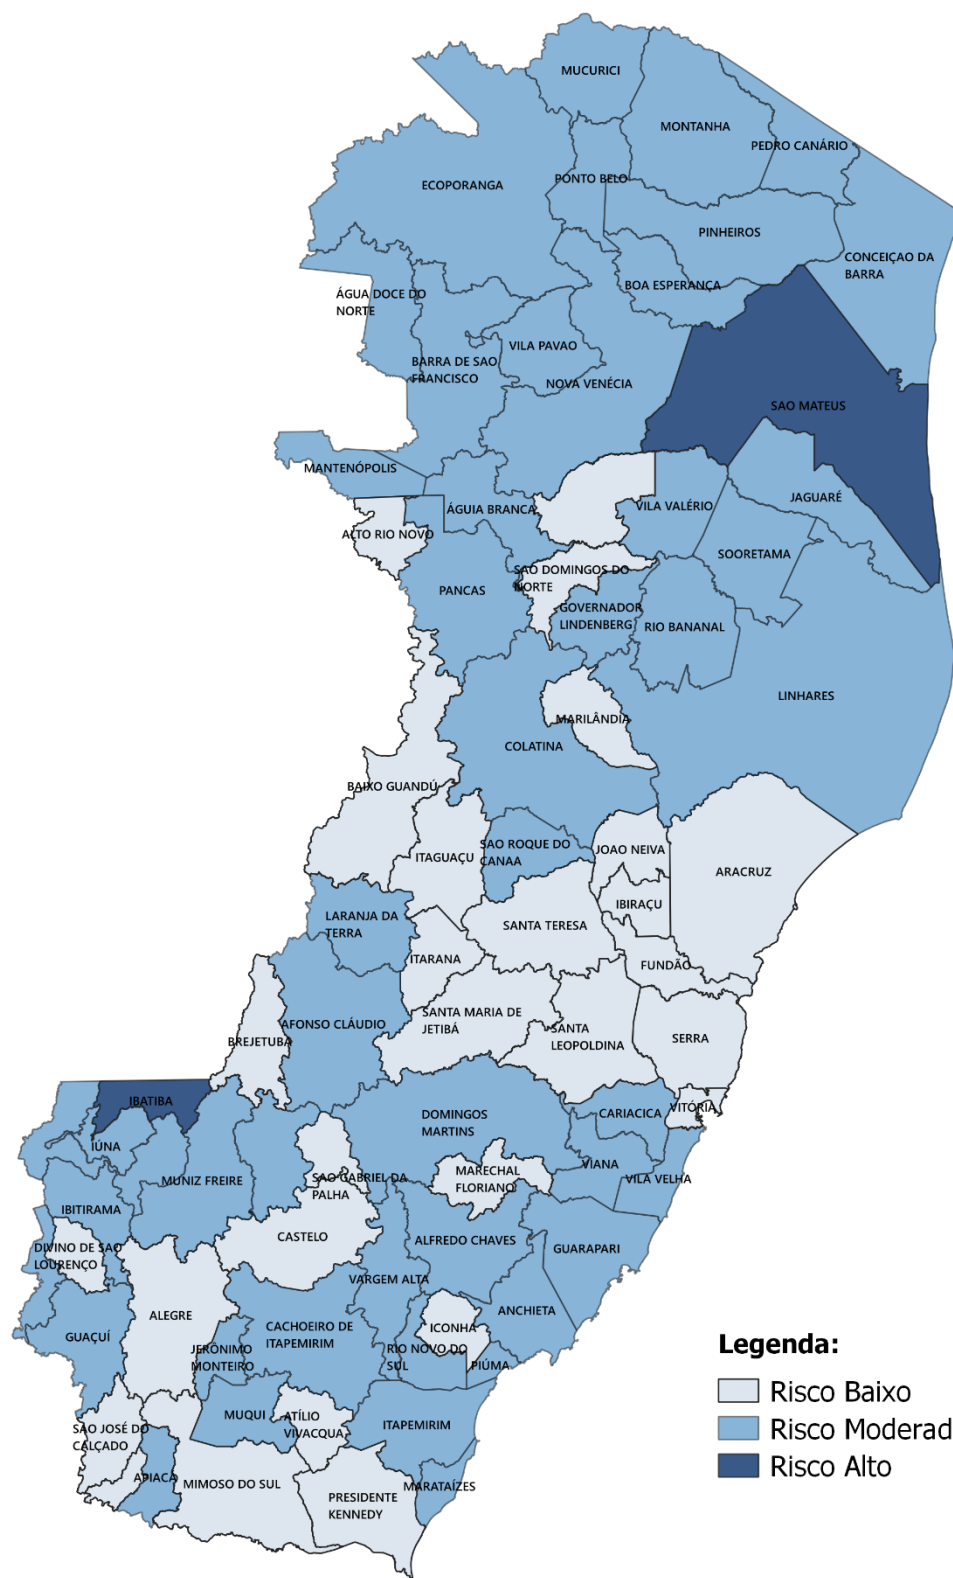 MUCURICI
MONTANHA
PEDRO CANÁRIO
ECOPORANGA
PONTO BELO
PINHEIROS
CONCEIÇAO DA
BARRA
BOA ESPERANÇA
ÁGUA DOCE DO
NORTE
VILA PAVAO
BARRA DE SAO
FRANCISCO
NOVA VENÉCIA
SAO MATEUS
MANTENÓPOLIS
JAGUARÉ
ÁGUIA BRANCA
VILA VALÉRIO
ALTO RIO NOVO
SOORETAMA
SAO DOMINGOS DO
NORTE
PANCAS
GOVERNADOR
LINDENBERG
RIO BANANAL
LINHARES
MARILÂNDIA
COLATINA
BAIXO GUANDÚ
SAO ROQUE DO
CANAA
JOAO NEIVA
ITAGUAÇU
ARACRUZ
IBIRAÇU
LARANJA DA
TERRA
SANTA TERESA
ITARANA
FUNDÃO
SANTA MARIA DE
JETIBÁ
AFONSO CLÁUDIO
SANTA
LEOPOLDINA
SERRA
BREJETUBA
IBATIBA
VITÓRIA
DOMINGOS
MARTINS
CARIACICA
IÚNA
VIANA
MARECHAL
FLORIANO
MUNIZ FREIRE
SAO GABRIEL DA
PALHA
VILA VELHA
IBITIRAMA
CASTELO
ALFREDO CHAVES
GUARAPARI
DIVINO DE SAO
LOURENÇO
VARGEM ALTA
ANCHIETA
ALEGRE
CACHOEIRO DE
ITAPEMIRIM
ICONHA
GUAÇUÍ
JERÔNIMO
MONTEIRO
RIO NOVO DO
SUL
PIÚMA
Legenda:
Risco Baixo
Risco Moderad
Risco Alto
MUQUI
ATÍLIO
VIVACQUA
ITAPEMIRIM
SAO JOSÉ DO
CALÇADO
APIACÁ
MIMOSO DO SUL
MARATAÍZES
PRESIDENTE
KENNEDY